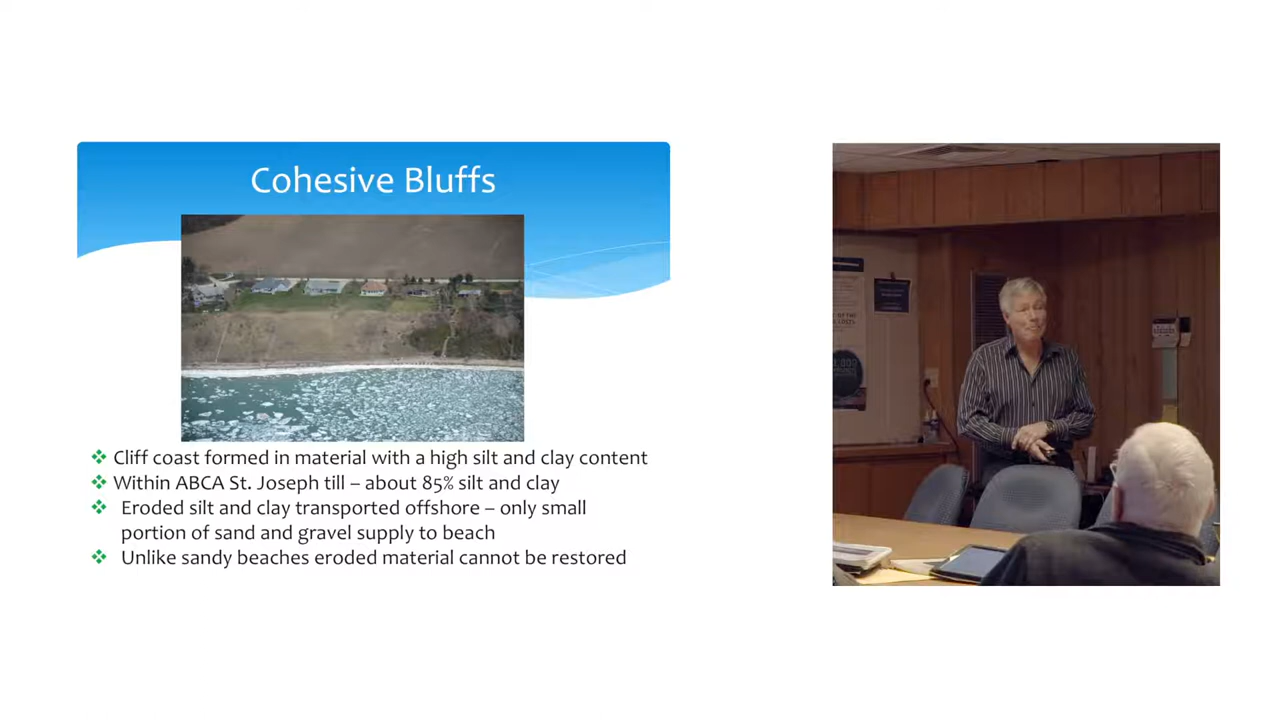 Cohesive Bluffs
Cliff coast formed in material with a high silt and clay content
Within ABCA St. Joseph till – about 85% silt and clay
Eroded silt and clay transported offshore – only small
portion of sand and gravel supply to beach
Unlike sandy beaches eroded material cannot be restored